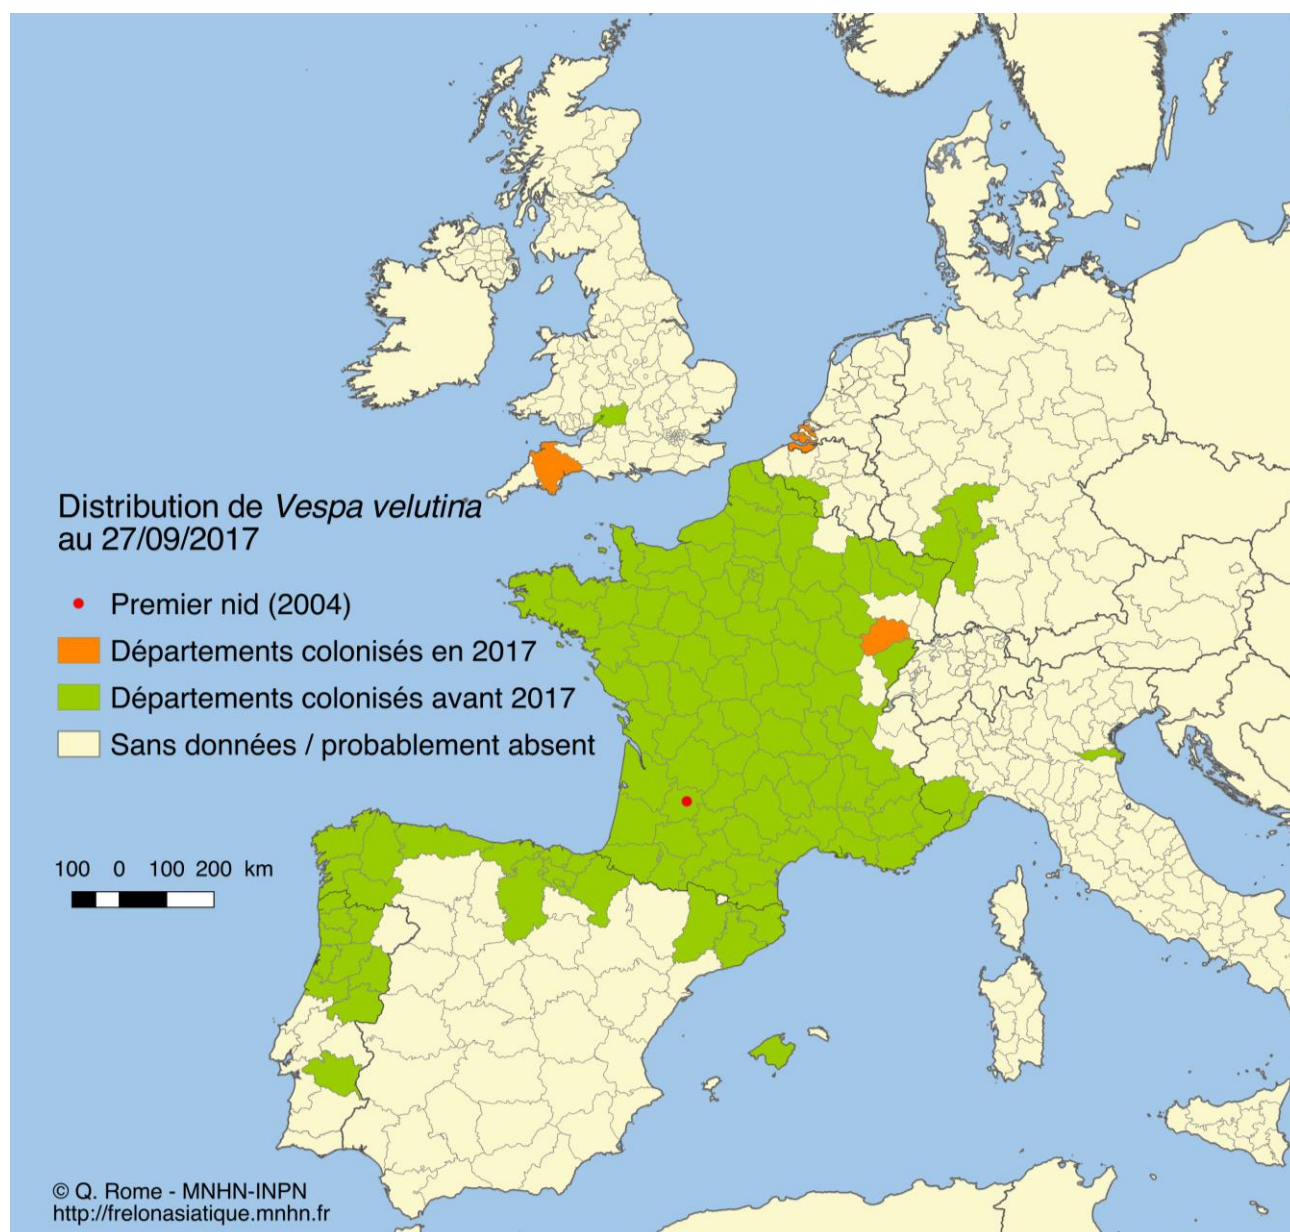 Distribution de Vespa velutina
au 27/09/2017
Premier nid (2004)
Départements colonisés en 2017
Départements colonisés avant 2017
Sans données / probablement absent
100 0 100 200 km
© Q. Rome - MNHN-INPN
http://frelonasiatique.mnhn.fr